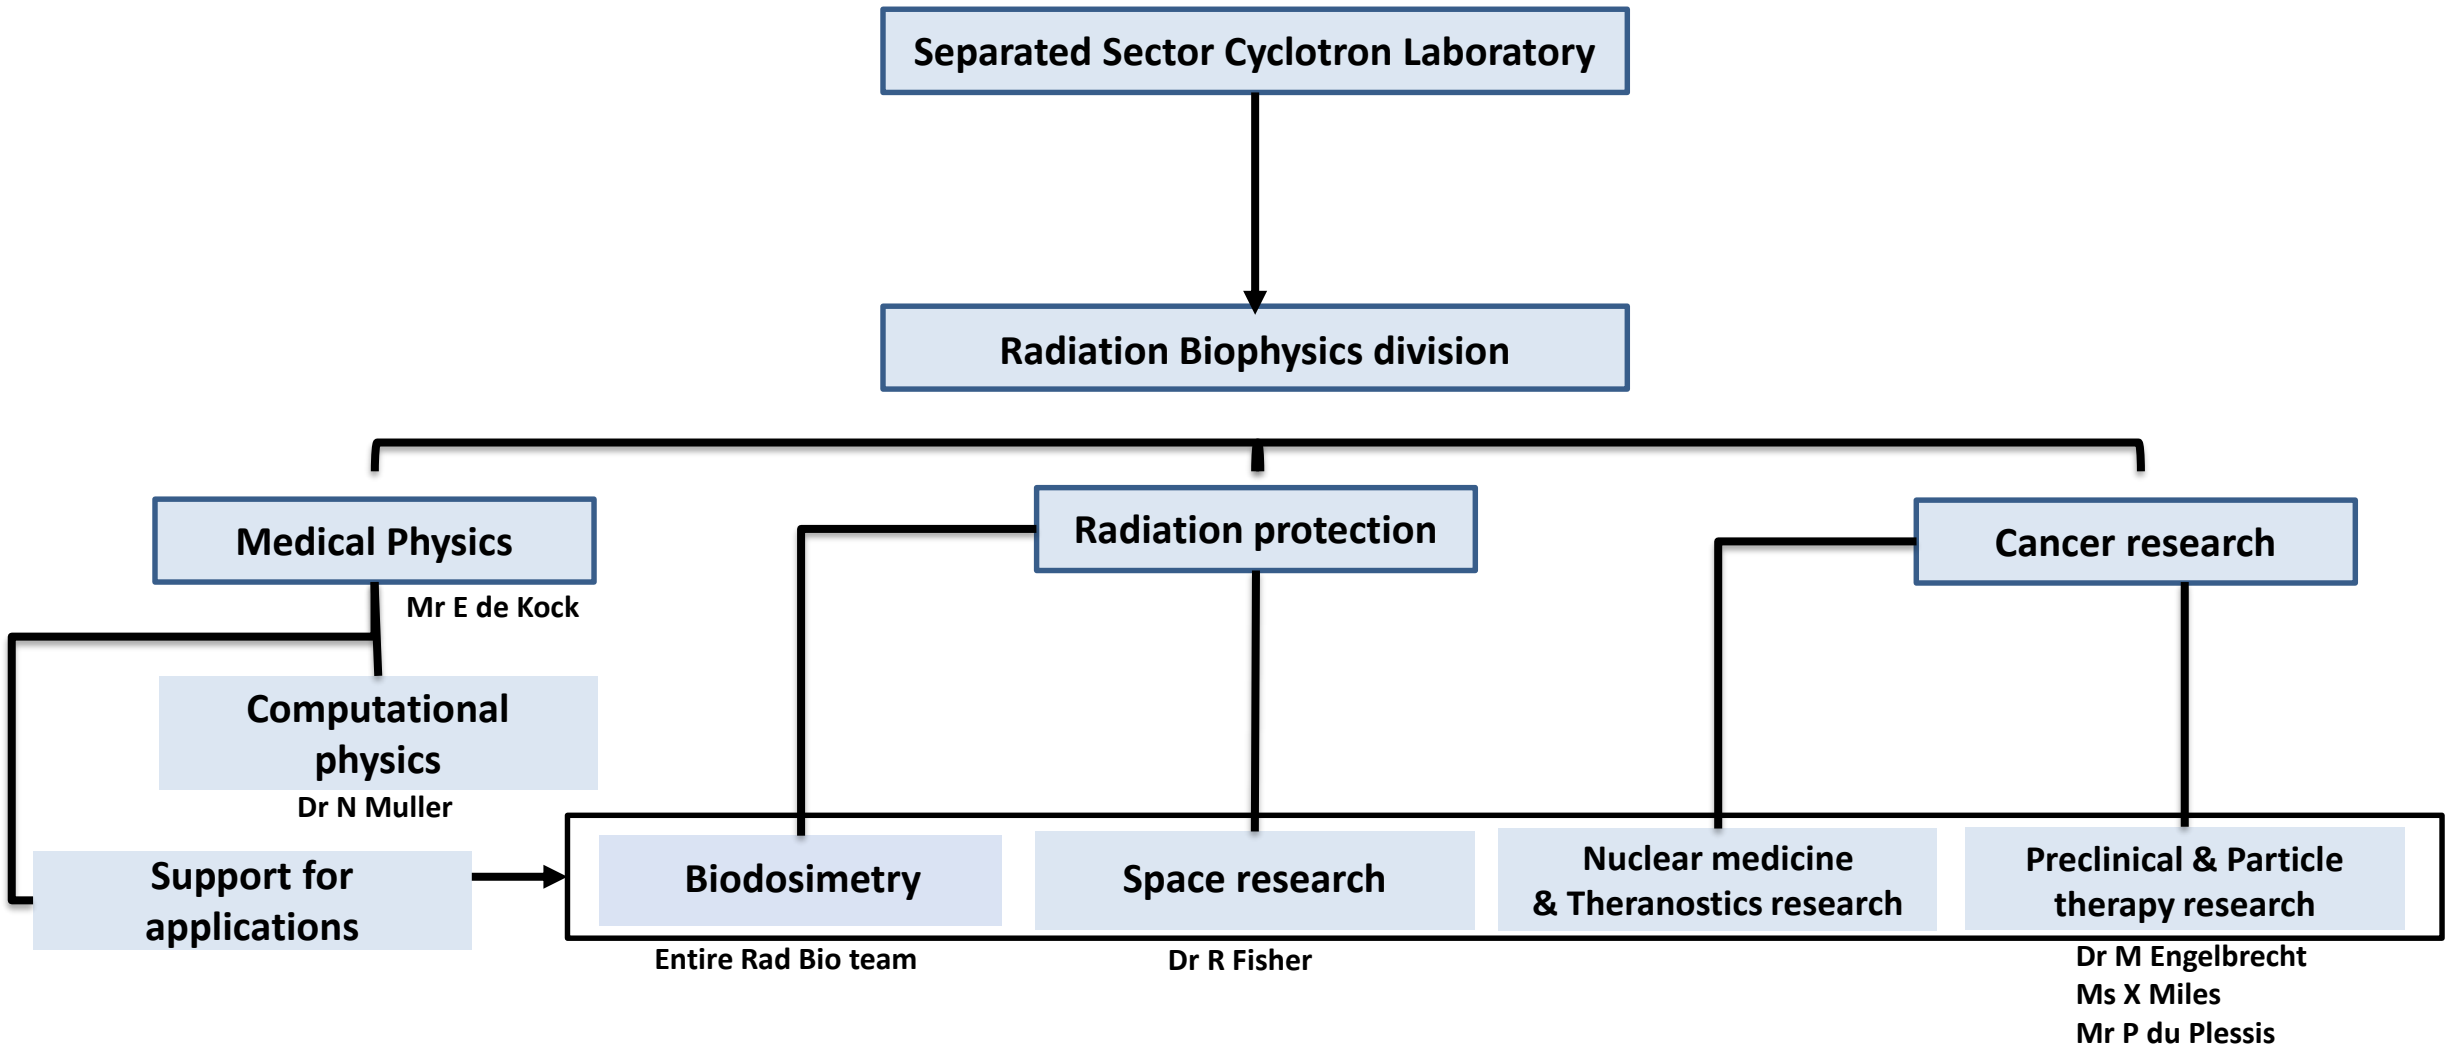 Separated Sector Cyclotron Laboratory
Radiation Biophysics division
Medical Physics
Radiation protection
Cancer research
Mr E de Kock
Computational
physics
Dr N Muller
Support for
applications
Biodosimetry
Space research
Nuclear medicine
& Theranostics research
Preclinical & Particle
therapy research
Entire Rad Bio team
Dr R Fisher
Dr M Engelbrecht
Ms X Miles
Mr P du Plessis